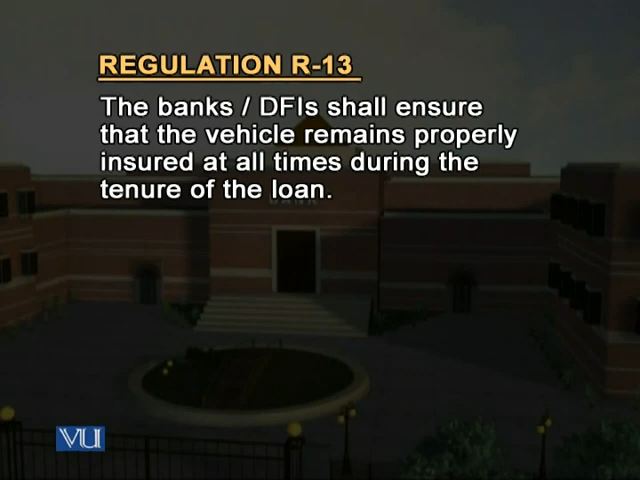 REGULATION R-13
The banks / DFIs shall ensure
that the vehicle remains properly
insured at all times during the
tenure of the loan.
BANK
VU